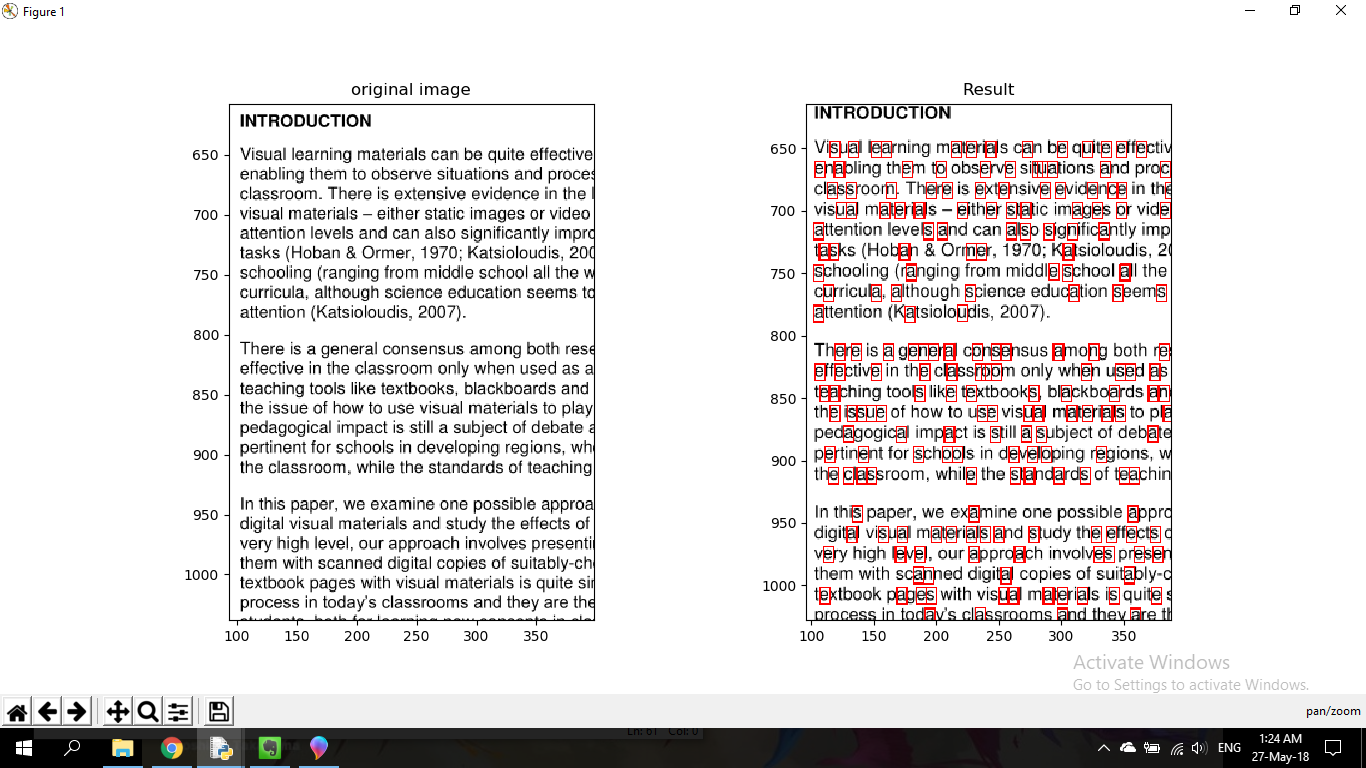 Figure 1
original image
INTRODUCTION
Visual learning materials can be quite effective
enabling them to observe situations and proces
classroom. There is extensive evidence in the l
visual materials – either static images or video
attention levels and can also significantly impro
tasks (Hoban & Ormer, 1970; Katsioloudis, 200
schooling (ranging from middle school all the w
curricula, although science education seems to
attention (Katsioloudis, 2007).
There is a general consensus among both rese
effective in the classroom only when used as a
teaching tools like textbooks, blackboards and
the issue of how to use visual materials to play
pedagogical impact is still a subject of debate a
pertinent for schools in developing regions, whe
the classroom, while the standards of teaching
In this paper, we examine one possible approa
digital visual materials and study the effects of
very high level, our approach involves presenti
them with scanned digital copies of suitably-ch
textbook pages with visual materials is quite sir
process in today's classrooms and they are the
650
700
750
800
850
900
950
1000
100 150 200 250 300 350
Result
INTRODUCTION
Visual learning materials can be quite effectiv
enabling them to observe situations and proc
classroom. There is extensive evidence in the
visual materials – either static images or vide
attention levels and can also significantly imp
tasks (Hoban & Ormer, 1970; Katsioloudis, 20
schooling (ranging from middle school all the
curricula, although science education seems
attention (Katsioloudis, 2007).
There is a general consensus among both re
effective in the classroom only when used as
teaching tools like textbooks, blackboards an
the issue of how to use visual materials to pla
pedagogical impact is still a subject of debate
pertinent for schools in developing regions, w
the classroom, while the standards of teachin
In this paper, we examine one possible appro
digital visual materials and study the effects o
very high level, our approach involves presen
them with scanned digital copies of suitably-c
textbook pages with visual materials is quite s
process in today's classrooms and they are th
650
700
750
800
850
900
950
1000
100 150 200 250 300 350
Activate Windows
Go to Settings to activate Windows.
pan/zoom
Ln: 61 Col: 0
ENG
1:24 AM
27-May-18